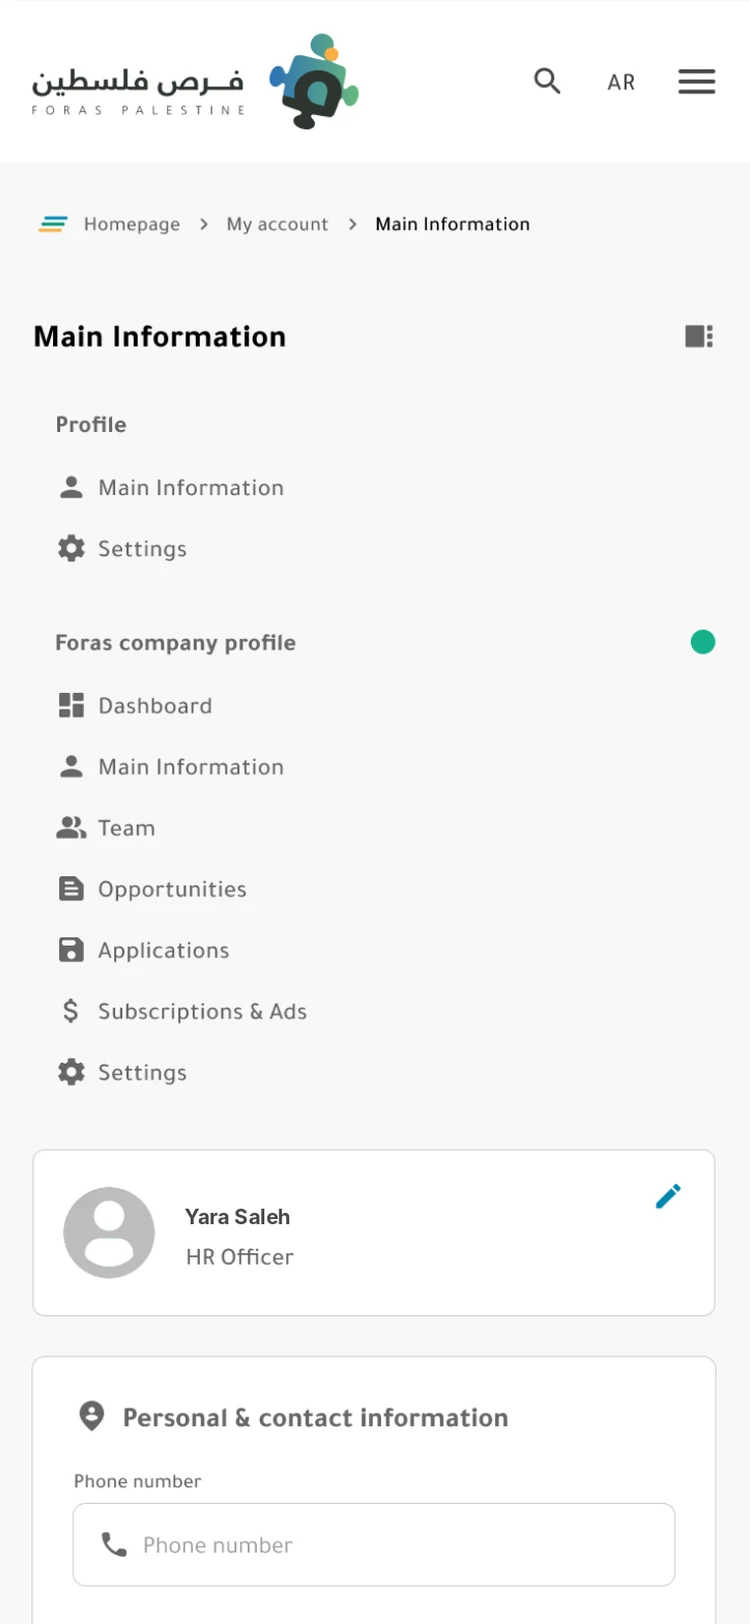 فـرص فلسطين
FORAS PALESTINE
AR
Homepage > My account > Main Information
Main Information
Profile
Main Information
Settings
Foras company profile
Dashboard
Main Information
Team
Opportunities
Applications
$ Subscriptions & Ads
Settings
Yara Saleh
HR Officer
Personal & contact information
Phone number
Phone number